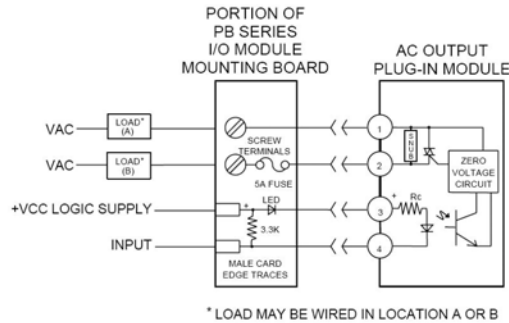 PORTION OF
PB SERIES
I/O MODULE
MOUNTING BOARD
AC OUTPUT
PLUG-IN MODULE
VAC
LOAD*
(A)
SCREW
TERMINALS
1
SNUB
VAC
LOAD*
(B)
5A FUSE
2
ZERO
VOLTAGE
CIRCUIT
+VCC LOGIC SUPPLY
+
LED
3
+
Rc
3.3K
INPUT
4
MALE CARD
EDGE TRACES
* LOAD MAY BE WIRED IN LOCATION A OR B